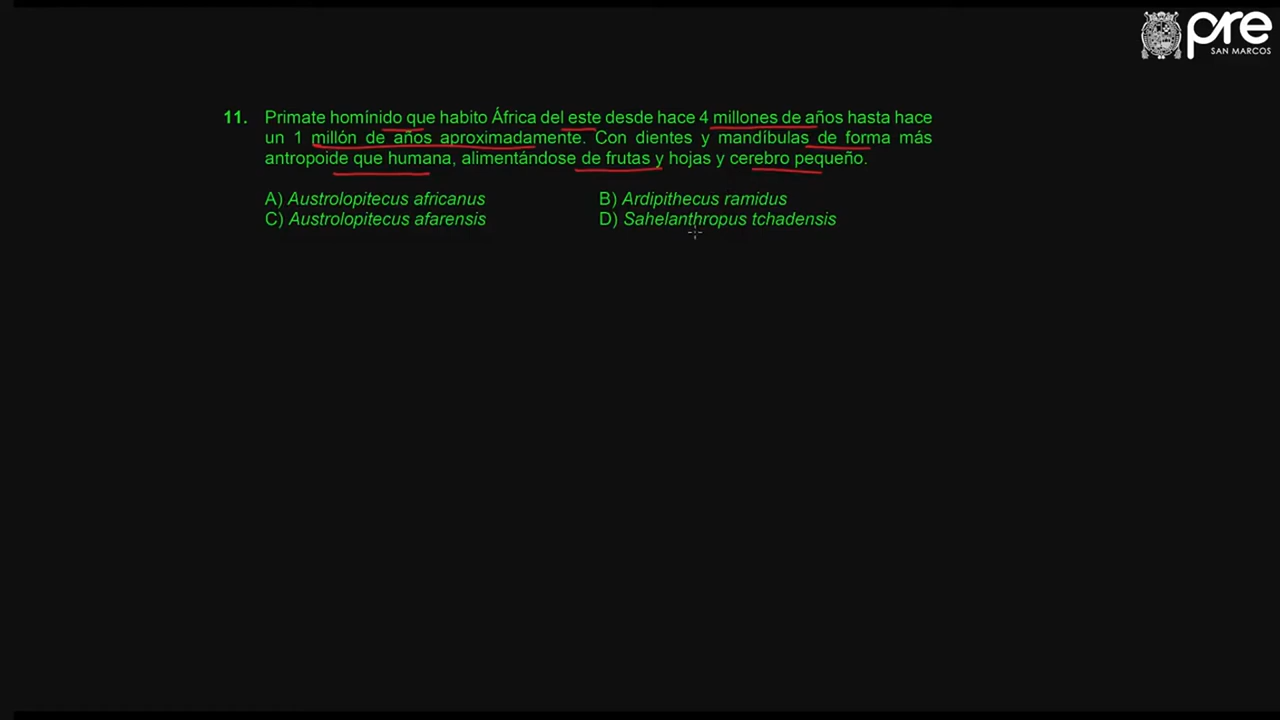 pre
SAN MARCOS
11. Primate homínido que habito África del este desde hace 4 millones de años hasta hace
un 1 millón de años aproximadamente. Con dientes y mandíbulas de forma más
antropoide que humana, alimentándose de frutas y hojas y cerebro pequeño.
A) Austrolopitecus africanus B) Ardipithecus ramidus
C) Austrolopitecus afarensis D) Sahelanthropus tchadensis